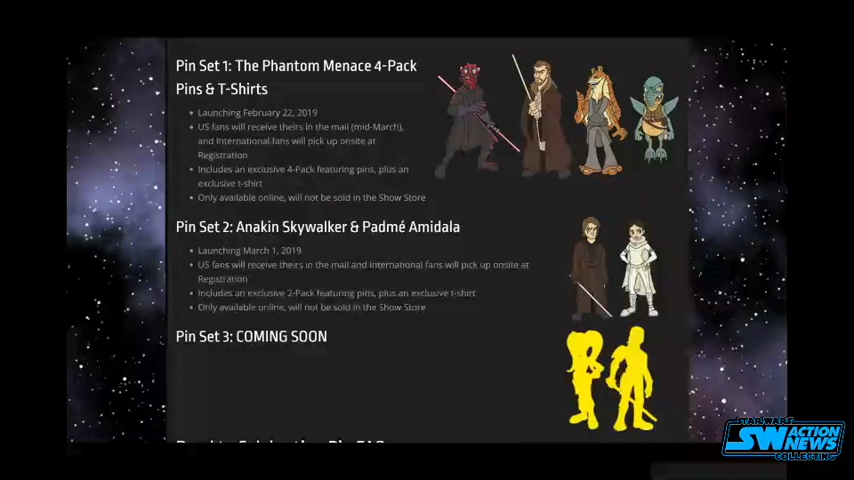 Pin Set 1: The Phantom Menace 4-Pack
Pins & T-Shirts
Launching February 22, 2019
US fans will receive theirs in the mail (mid-March),
and International fans will pick up onsite at
Registration
Includes an exclusive 4-Pack featuring pins, plus an
exclusive t-shirt
Only available online, will not be sold in the Show Store
Pin Set 2: Anakin Skywalker & Padmé Amidala
Launching March 1, 2019
US fans will receive theirs in the mail and International fans will pick up onsite at
Registration
Includes an exclusive 2-Pack featuring pins, plus an exclusive t-shirt
Only available online, will not be sold in the Show Store
Pin Set 3: COMING SOON
STAR WARS
SW ACTION
NEWS
COLLECTING